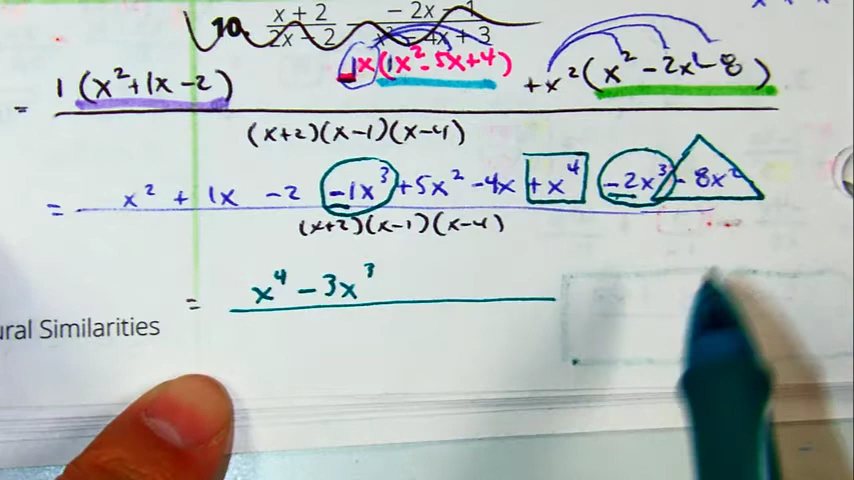 10. x + 2 / 2x − 2 − − 2x − 1 / x² − 4x + 3
= 1 (x² + 1x − 2) − 1x (1x² − 5x + 4) + x² (x² − 2x − 8)
(x+2)(x−1)(x−4)
= x² + 1x − 2 − 1x³ + 5x² − 4x + x⁴ − 2x³ − 8x²
(x+2)(x−1)(x−4)
= x⁴ − 3x³
ural Similarities